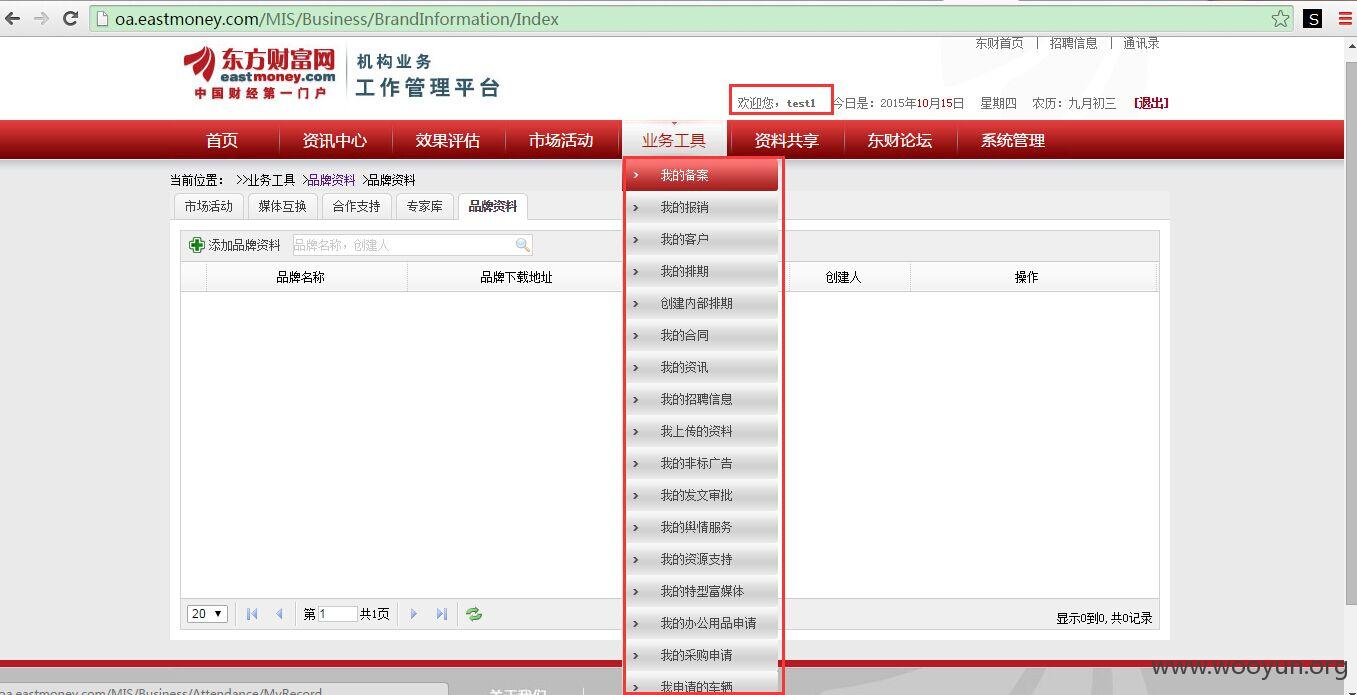 oa.eastmoney.com/MIS/Business/BrandInformation/Index
S
东方财富网
eastmoney.com
中国财经第一门户
机构业务
工作管理平台
东财首页 | 招聘信息 | 通讯录
欢迎您，test1 今日是：2015年10月15日 星期四 农历：九月初三 【退出】
首页 资讯中心 效果评估 市场活动 业务工具 资料共享 东财论坛 系统管理
当前位置： >>业务工具 >品牌资料 >品牌资料
市场活动 媒体互换 合作支持 专家库 品牌资料
添加品牌资料 品牌名称，创建人
品牌名称 品牌下载地址 创建人 操作
我的备案
我的报销
我的客户
我的排期
创建内部排期
我的合同
我的资讯
我的招聘信息
我上传的资料
我的非标广告
我的发文审批
我的舆情服务
我的资源支持
我的特型富媒体
我的办公用品申请
我的采购申请
我申请的车辆
20 第 1 共1页 显示0到0, 共0记录
www.wooyun.org
oa.eastmoney.com/MIS/Business/Attendance/MyRecord
关于我们